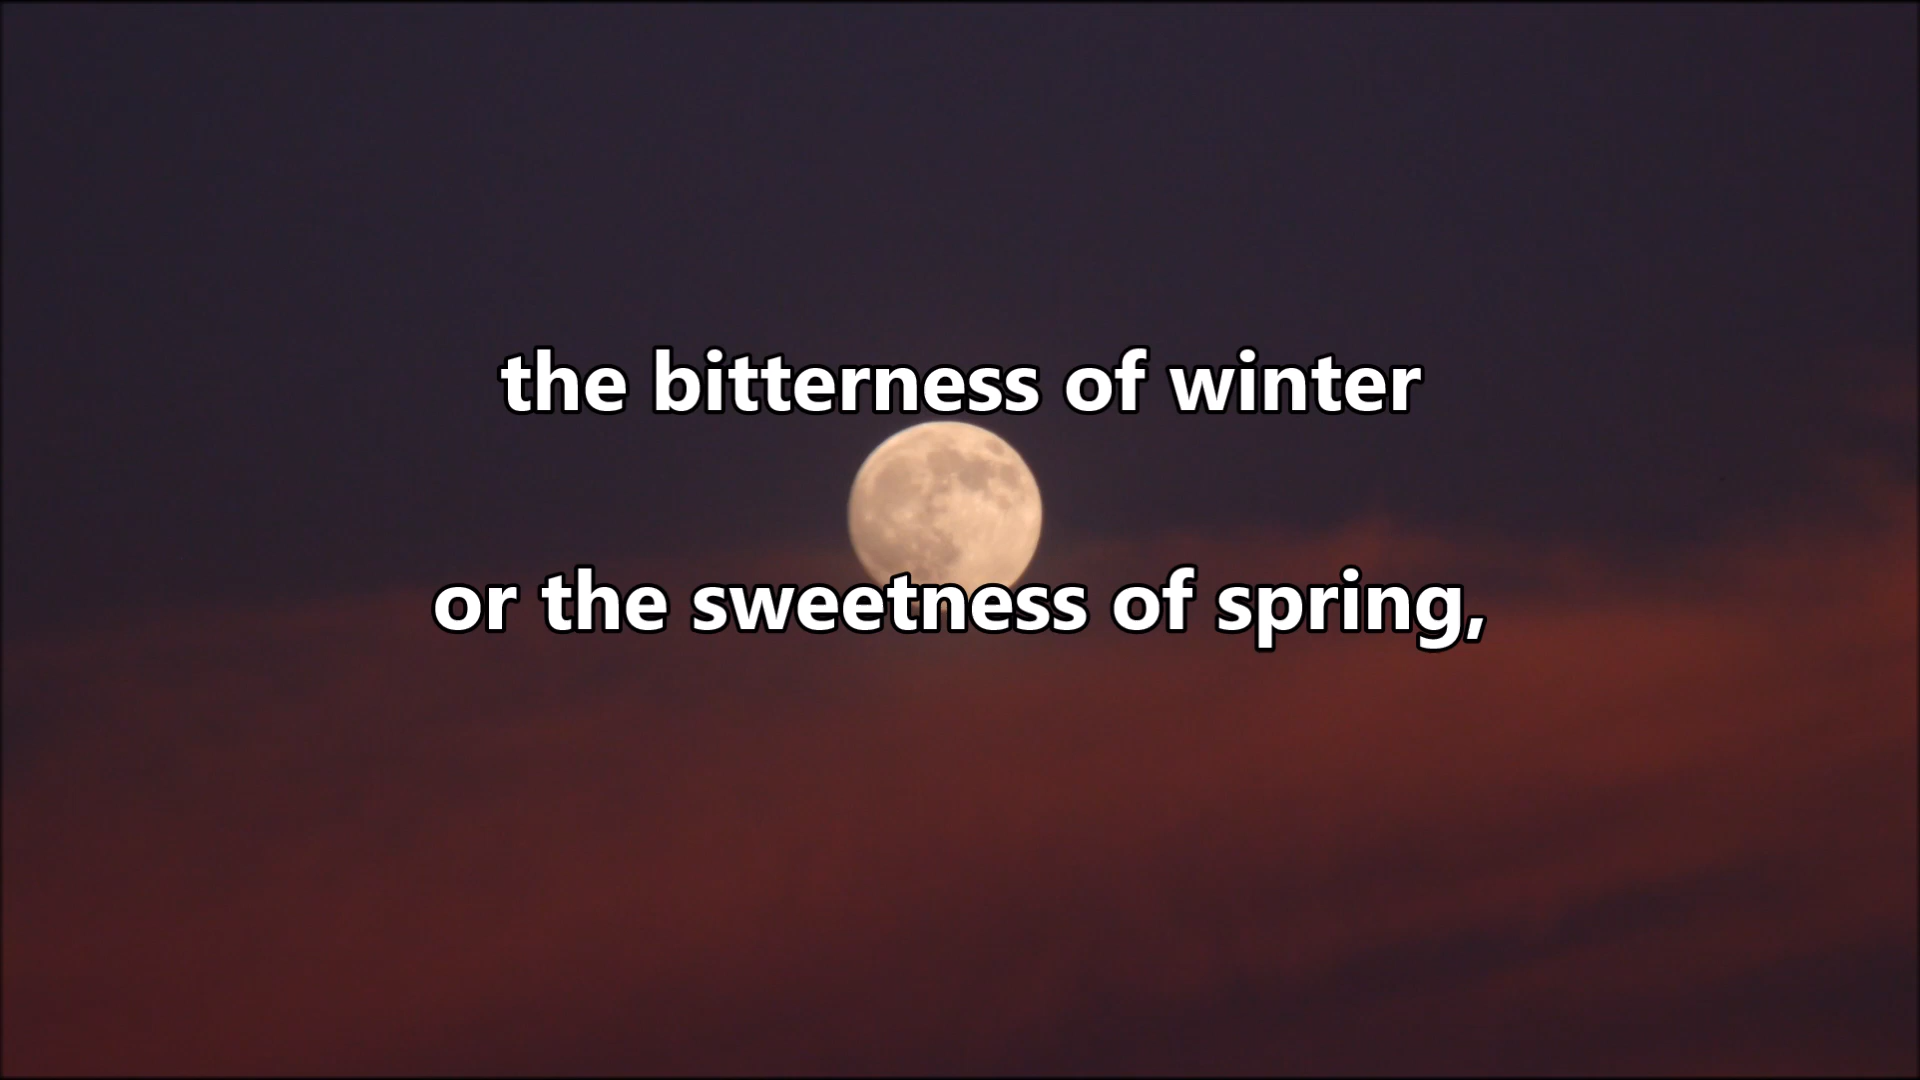 the bitterness of winter
or the sweetness of spring,